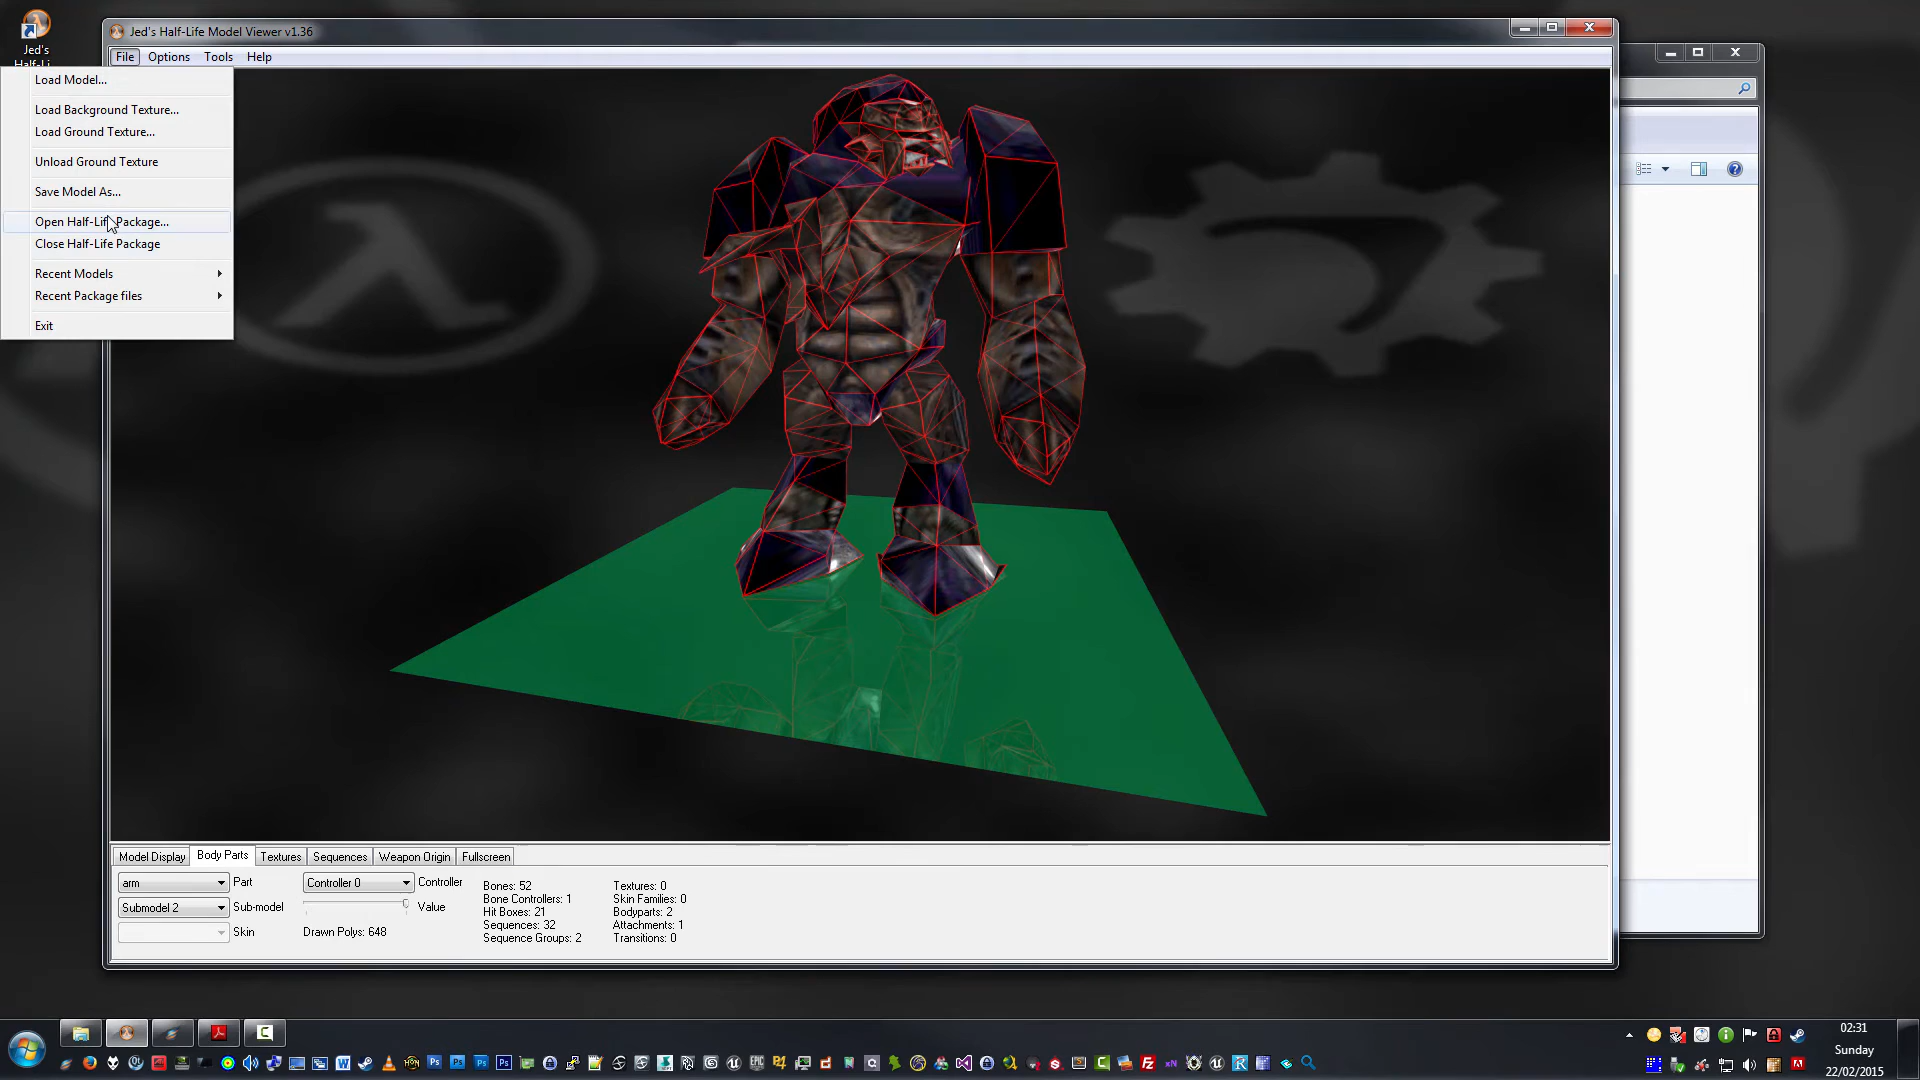 Jed's
Half-Li...
Jed's Half-Life Model Viewer v1.36
File Options Tools Help
Load Model...
Load Background Texture...
Load Ground Texture...
Unload Ground Texture
Save Model As...
Open Half-Life Package...
Close Half-Life Package
Recent Models
Recent Package files
Exit
Model Display Body Parts Textures Sequences Weapon Origin Fullscreen
arm Part Controller 0 Controller
Submodel 2 Sub-model Value
Skin Drawn Polys: 648
Bones: 52
Bone Controllers: 1
Hit Boxes: 21
Sequences: 32
Sequence Groups: 2
Textures: 0
Skin Families: 0
Bodyparts: 2
Attachments: 1
Transitions: 0
02:31
Sunday
22/02/2015